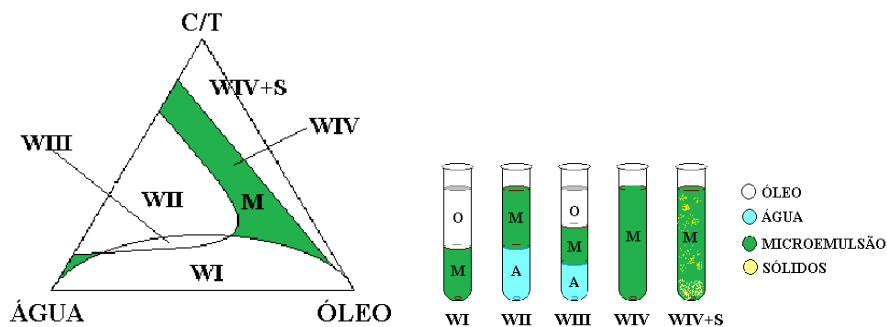 C/T
WIV+S
WIV
WIII
WII
M
WI
ÁGUA
ÓLEO
O
M
M
A
O
M
A
M
M
WI
WII
WIII
WIV
WIV+S
ÓLEO
ÁGUA
MICROEMULSÃO
SÓLIDOS